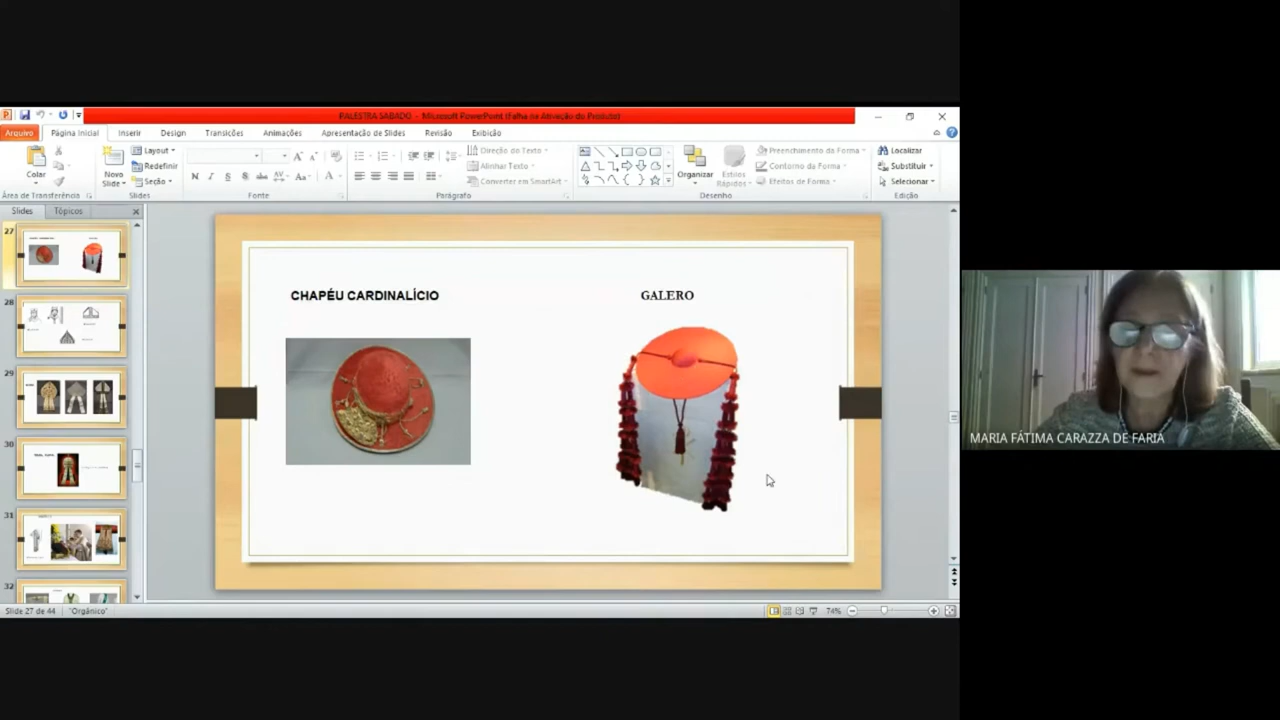 PALESTRA SABADO - Microsoft PowerPoint (Falha na Ativação do Produto)
Arquivo Página Inicial Inserir Design Transições Animações Apresentação de Slides Revisão Exibição
Colar
Novo Slide
Layout
Redefinir
Seção
N I S S abc AV Aa A
Direção do Texto
Alinhar Texto
Converter em SmartArt
Organizar
Estilos Rápidos
Preenchimento da Forma
Contorno da Forma
Efeitos de Forma
Localizar
Substituir
Selecionar
Área de Transferência Slides Fonte Parágrafo Desenho Edição
Slides Tópicos
27
28
29
30
31
32
CHAPÉU CARDINALÍCIO
GALERO
MARIA FÁTIMA CARAZZA DE FARIA
Slide 27 de 44 "Orgânico" 74%